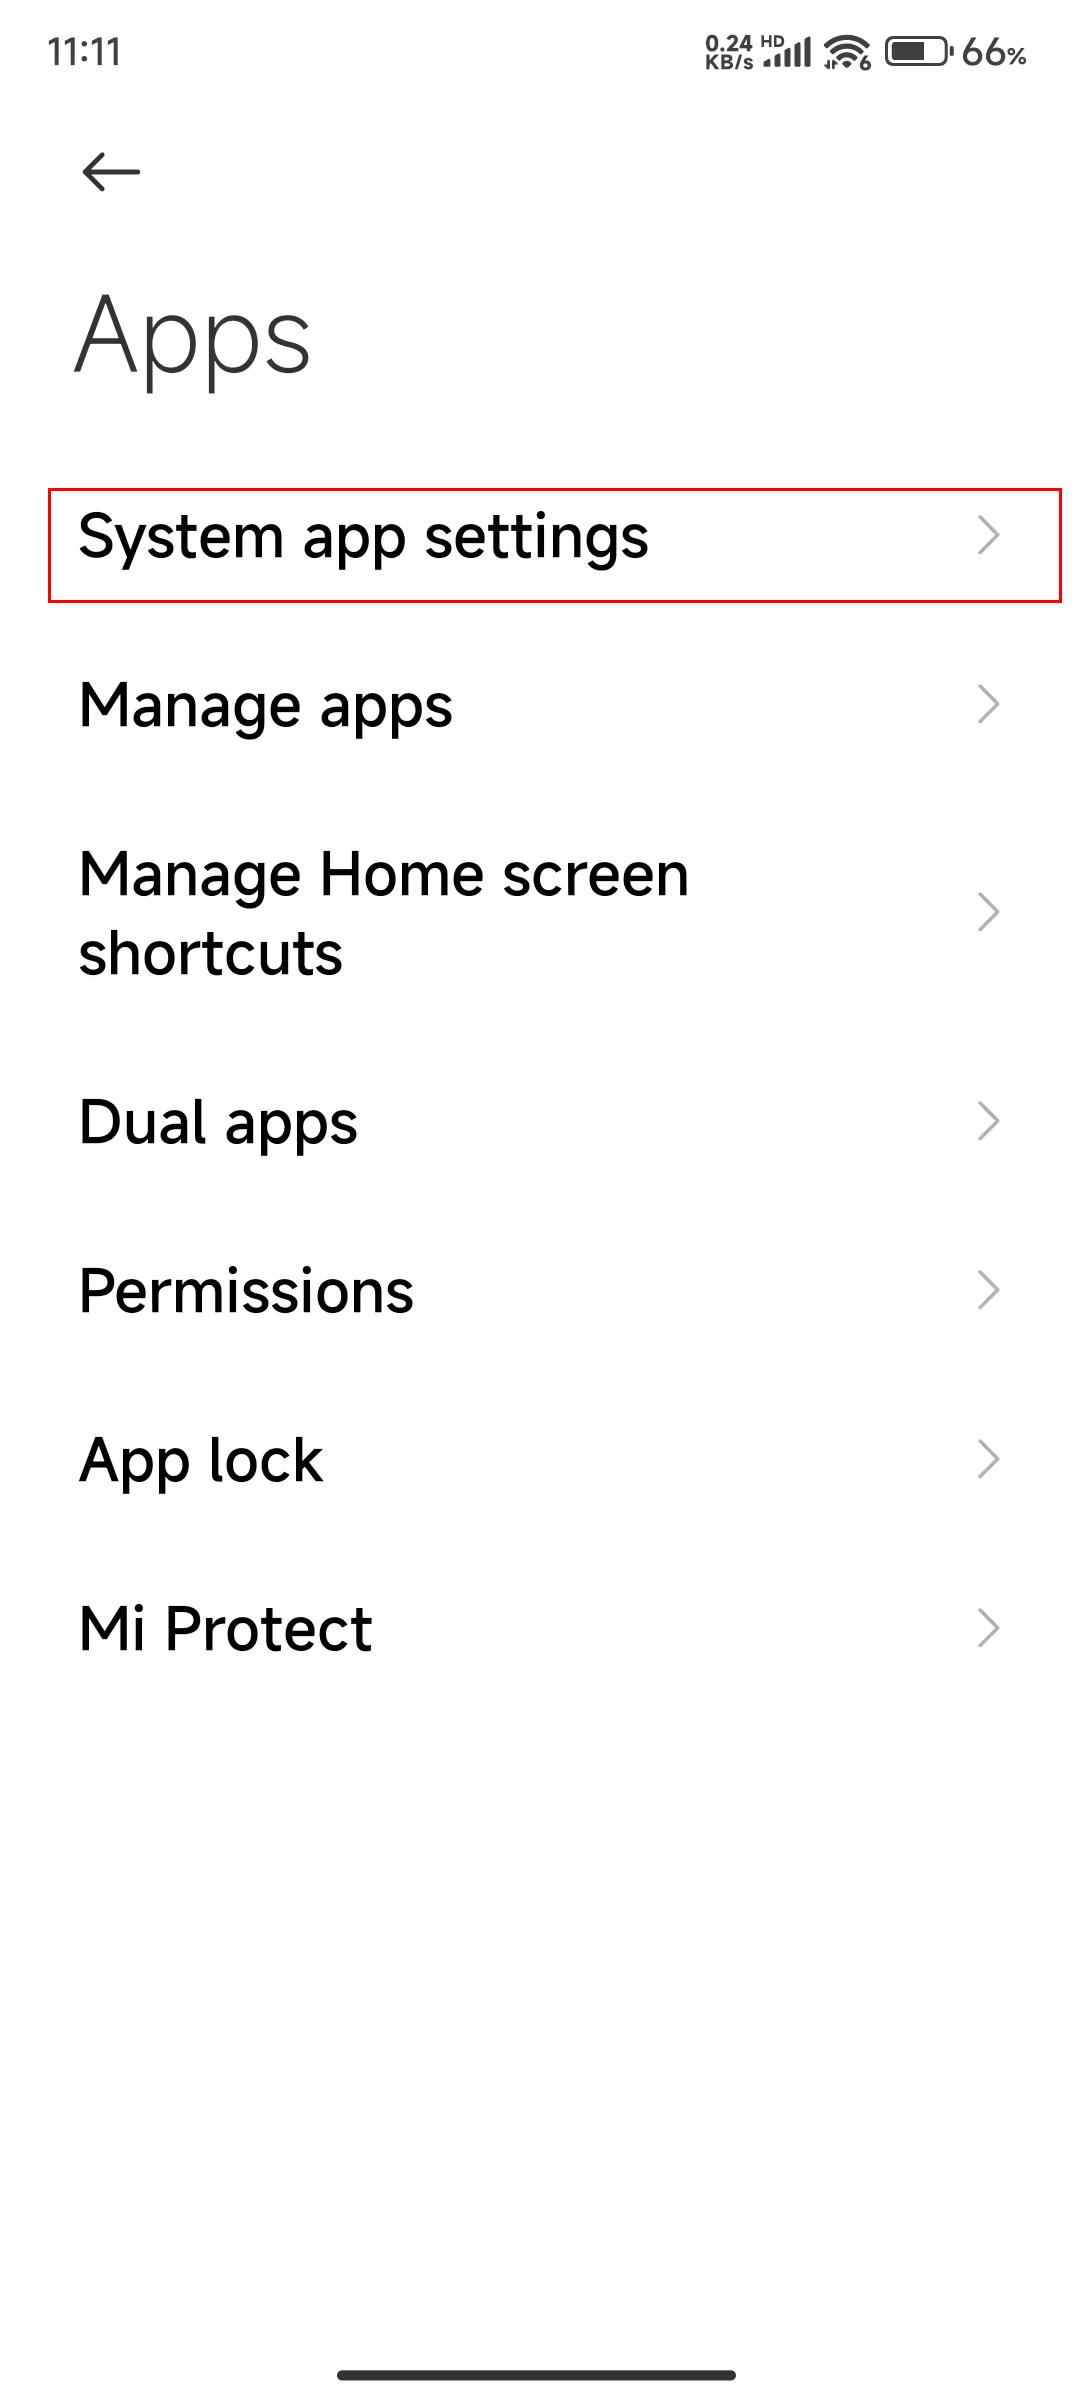 11:11 0.24 KB/s HD 6 66%
Apps
System app settings
Manage apps
Manage Home screen
shortcuts
Dual apps
Permissions
App lock
Mi Protect